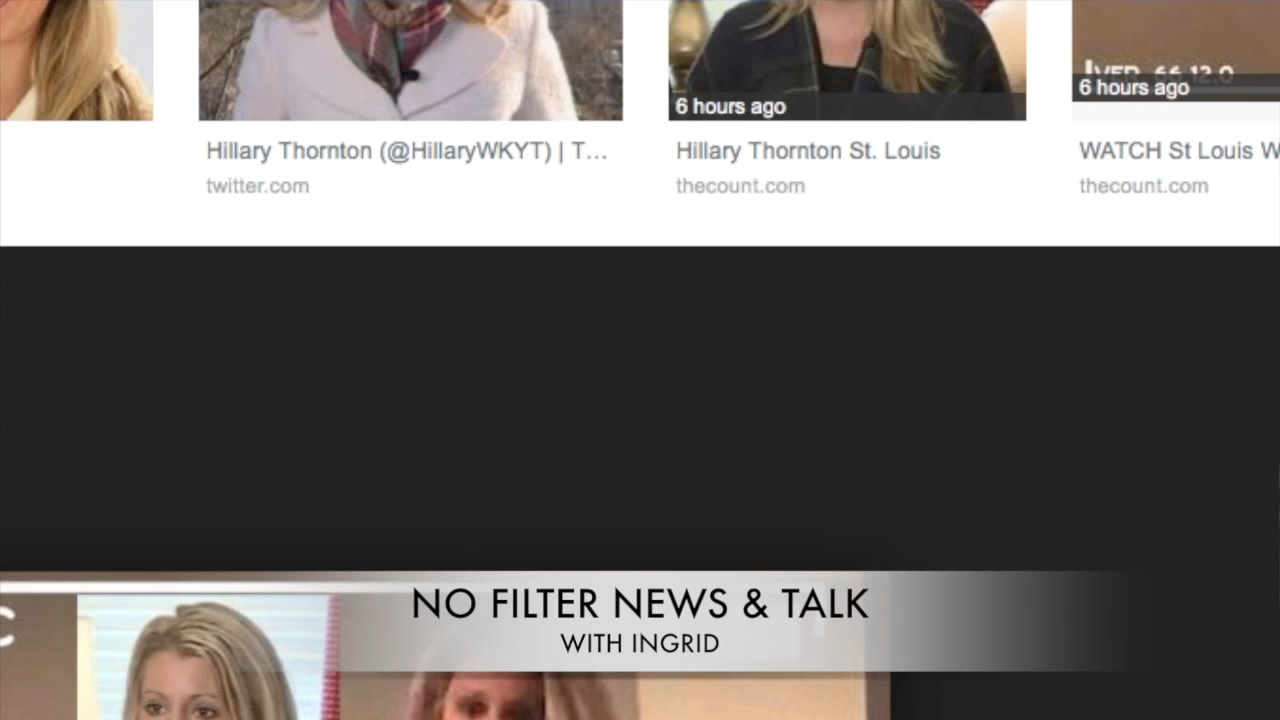 6 hours ago
6 hours ago
Hillary Thornton (@HillaryWKYT) | T...
Hillary Thornton St. Louis
WATCH St Louis W
twitter.com
thecount.com
thecount.com
NO FILTER NEWS & TALK
WITH INGRID